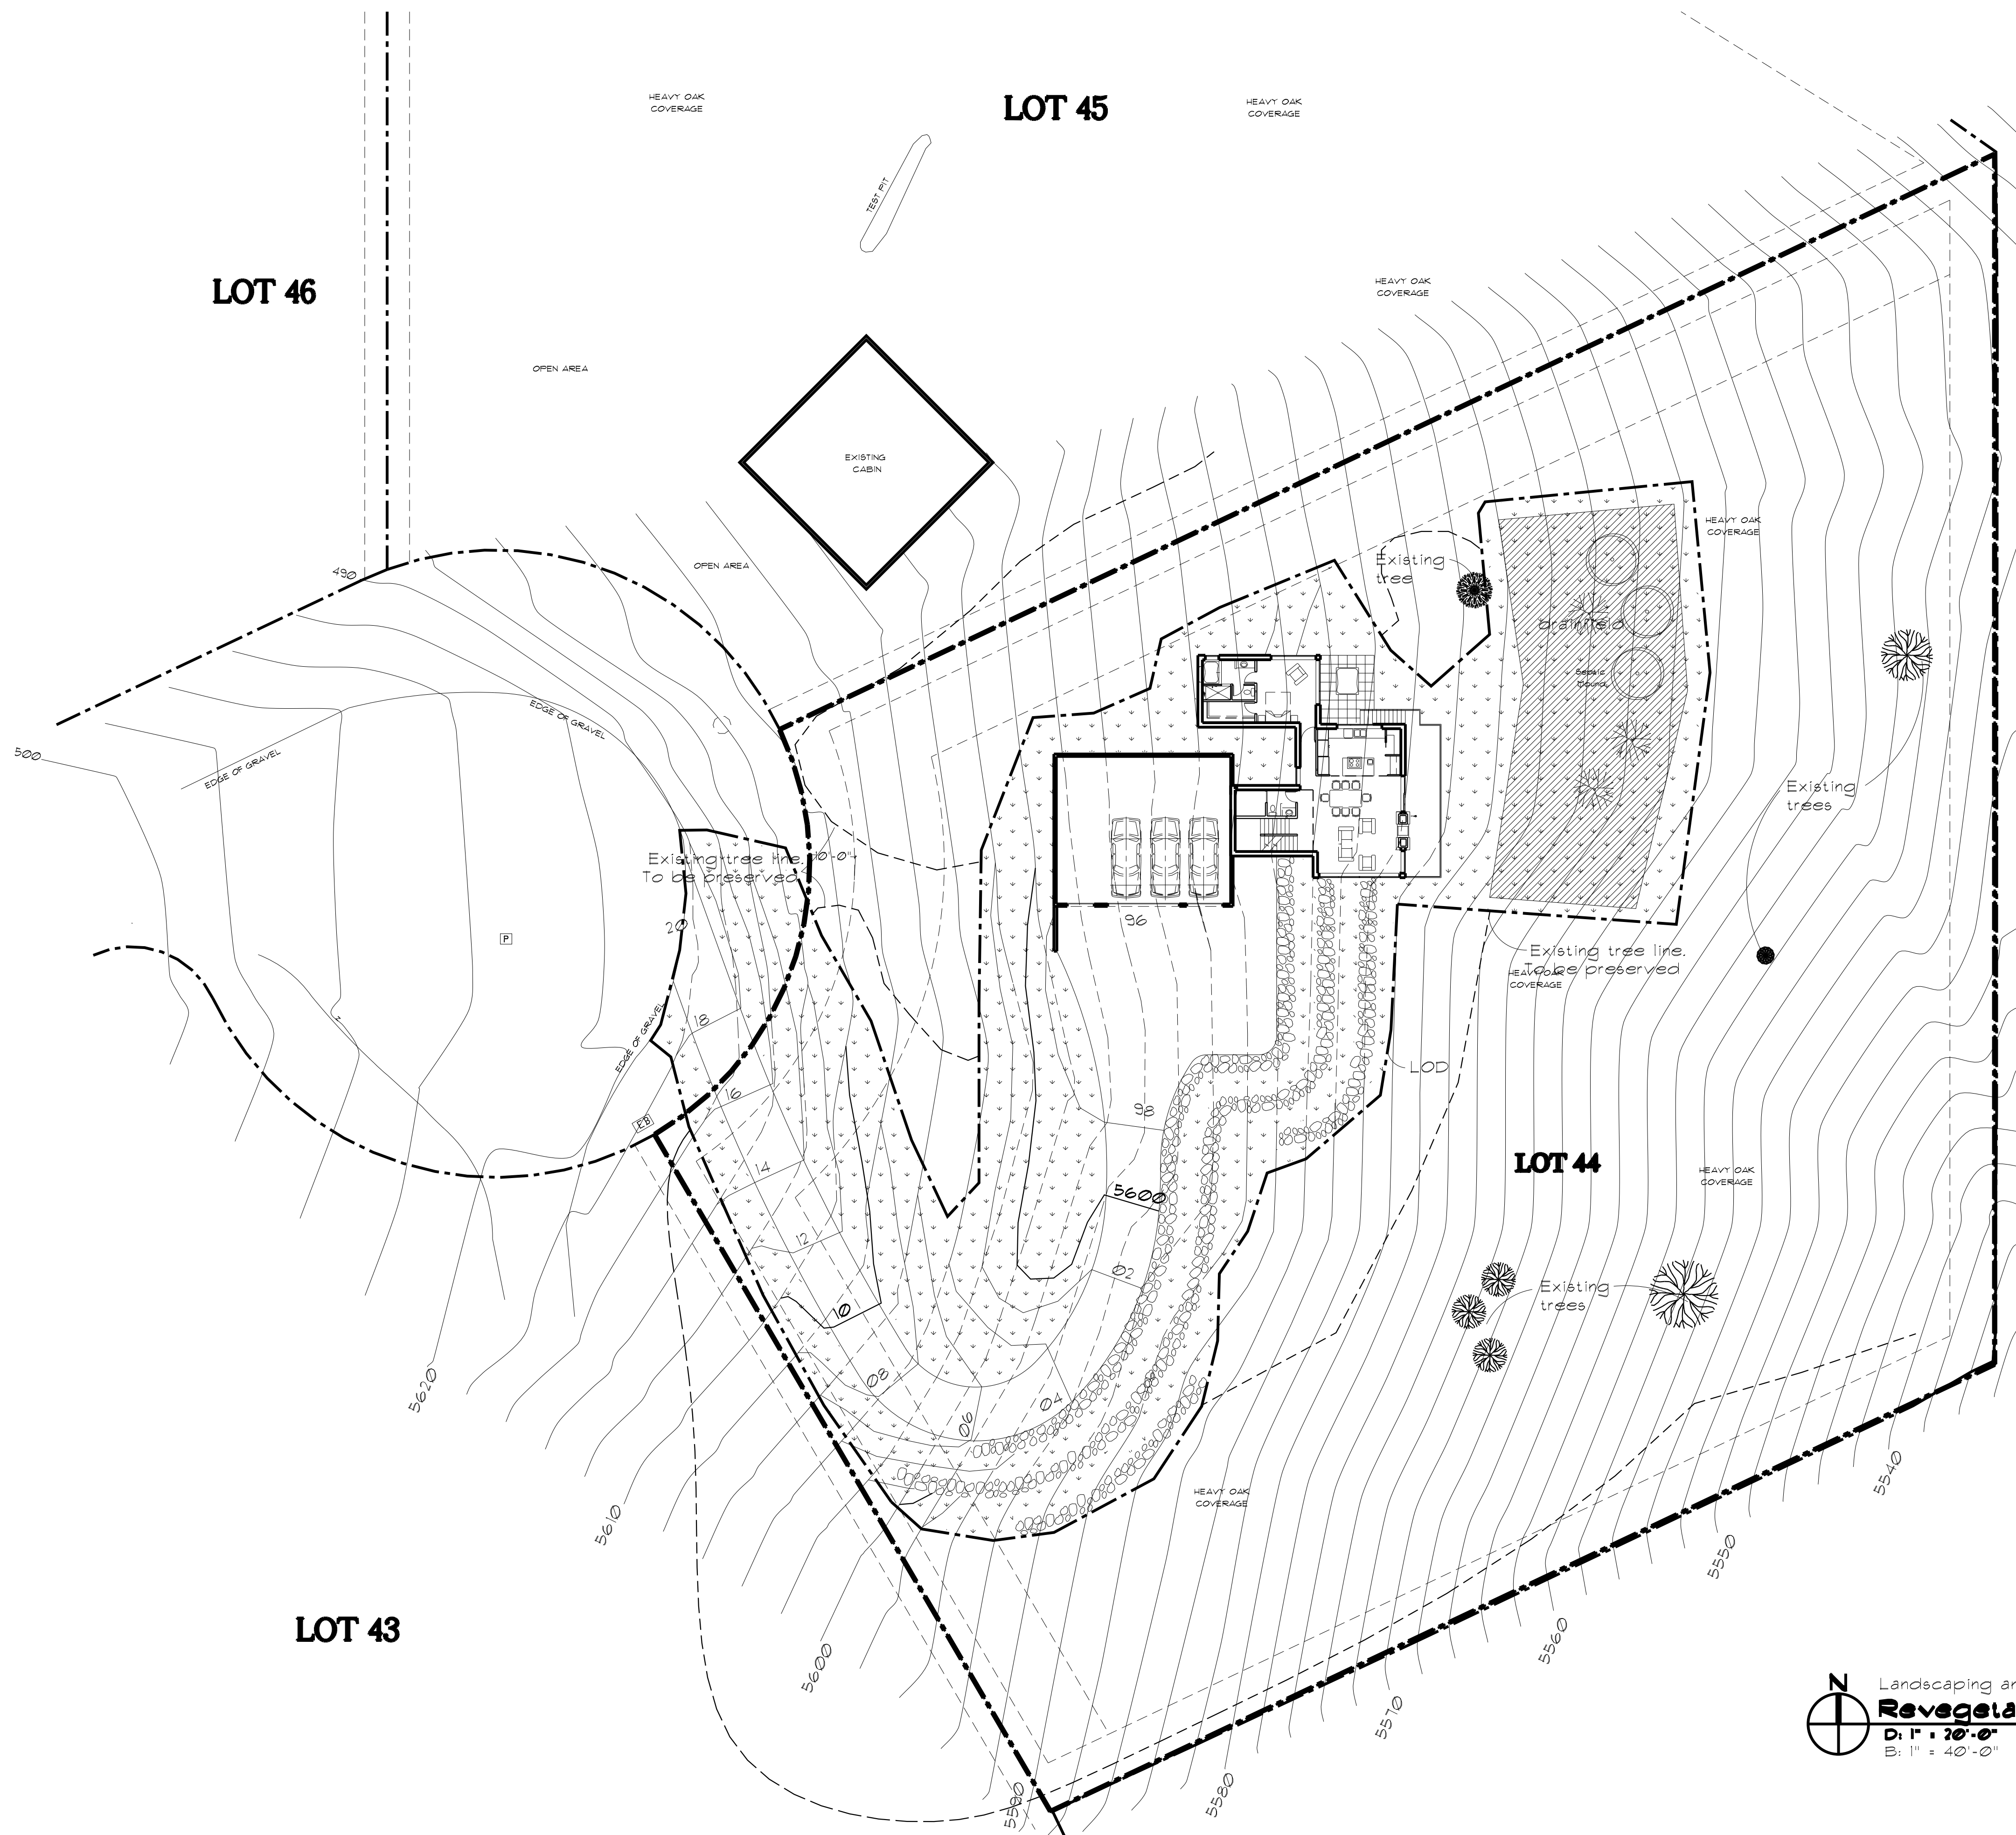 HEAVY OAK
COVERAGE
LOT 45
HEAVY OAK
COVERAGE
TEST PIT
LOT 46
HEAVY OAK
COVERAGE
OPEN AREA
EXISTING
CABIN
HEAVY OAK
COVERAGE
OPEN AREA
490
Existing
tree
drainfield
Septic
Mound
EDGE OF GRAVEL
500
EDGE OF GRAVEL
Existing
trees
Existing tree line.
To be preserved
10'-0"
20
96
P
Existing tree line.
To be preserved
HEAVY OAK
COVERAGE
18
EDGE OF GRAVEL
LOD
16
98
EB
14
LOT 44
HEAVY OAK
COVERAGE
5600
12
02
Existing
trees
10
08
04
06
5620
5610
HEAVY OAK
COVERAGE
5540
5550
LOT 43
5600
5560
5570
5590
5580
N
Landscaping an
Revegeta
D: 1" = 20'-0"
B: 1" = 40'-0"